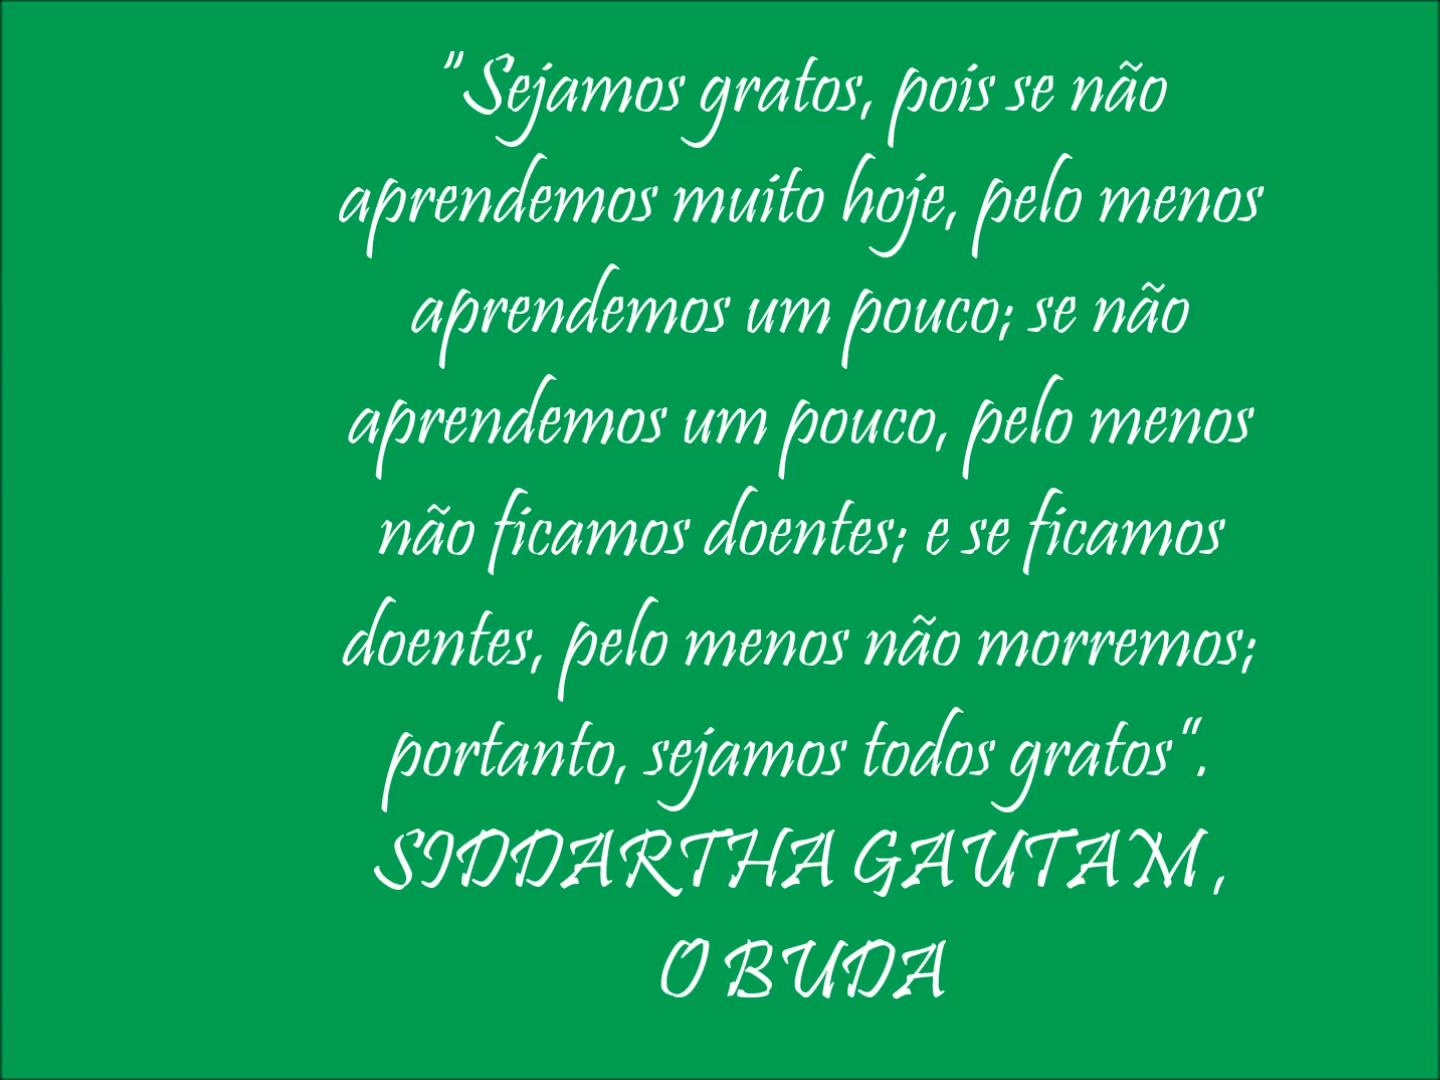 "Sejamos gratos, pois se não
aprendemos muito hoje, pelo menos
aprendemos um pouco; se não
aprendemos um pouco, pelo menos
não ficamos doentes; e se ficamos
doentes, pelo menos não morremos;
portanto, sejamos todos gratos“.
SIDDARTHA GAUTAM ,
O BUDA